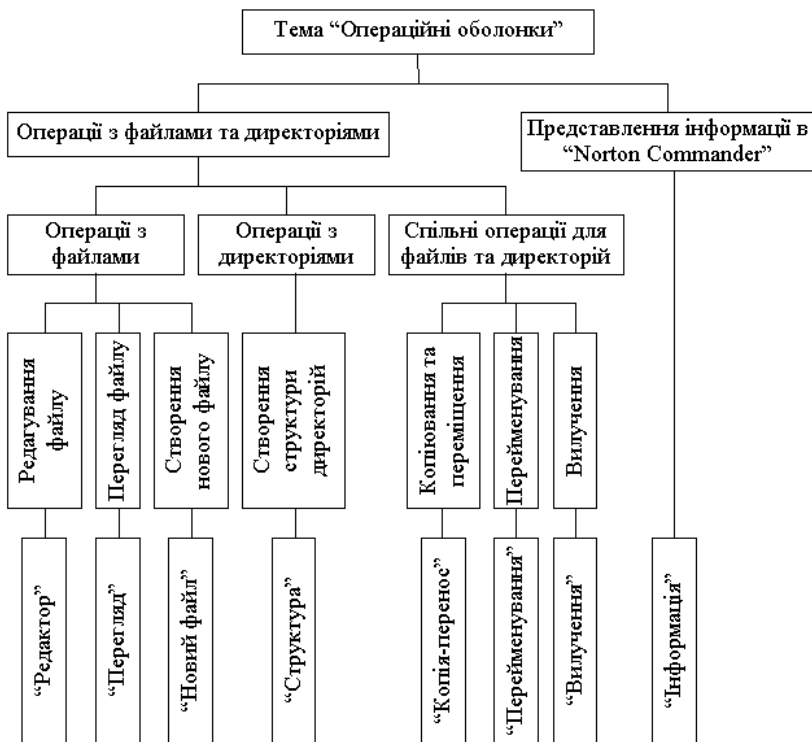 Тема “Операційні оболонки”
Операції з файлами та директоріями
Представлення інформації в
“Norton Commander”
Операції з
файлами
Операції з
директоріями
Спільні операції для
файлів та директорій
Редагування
файлу
Перегляд файлу
Створення
нового файлу
Створення
структури
директорій
Копіювання та
переміщення
Перейменування
Вилучення
“Редактор”
“Перегляд”
“Новий файл”
“Структура”
“Копія-перенос”
“Перейменування”
“Вилучення”
“Інформація”